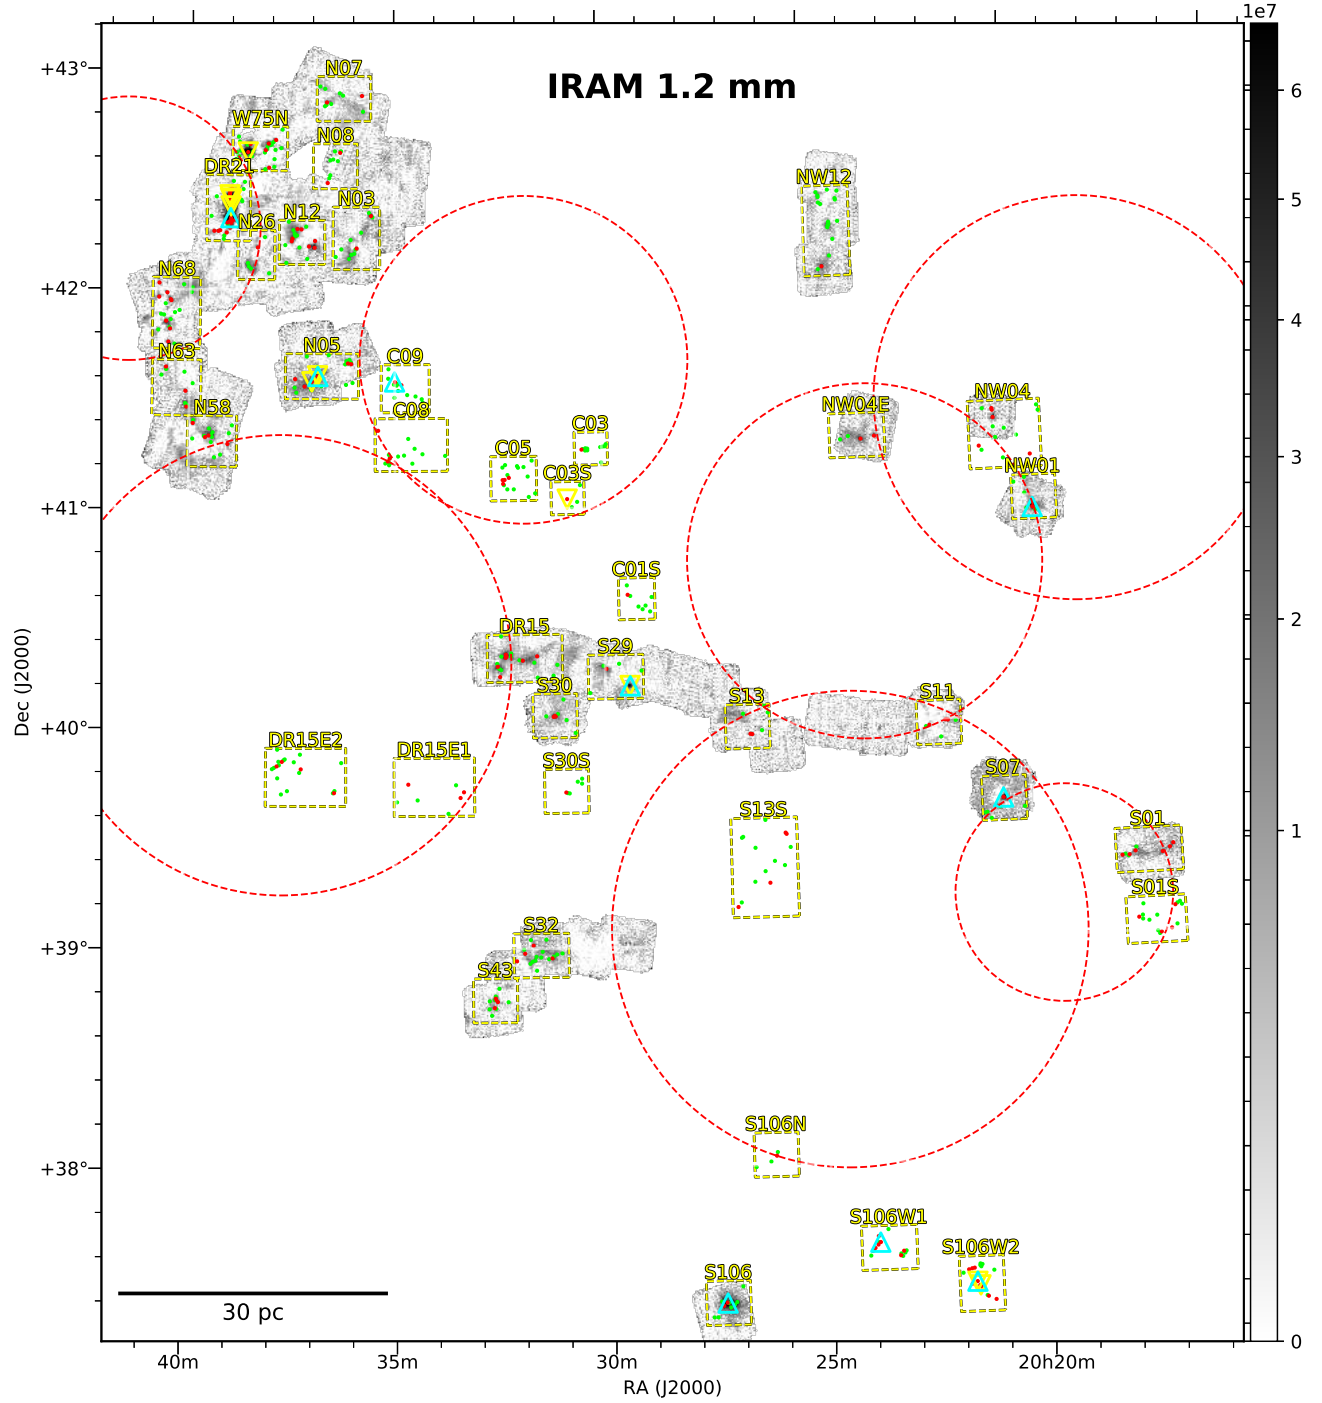 1e7
IRAM 1.2 mm
+43°
N07
6
W75N
N08
DR21
NW12
5
N03
N12
N26
+42°
N68
4
N05
N63
C09
NW04
NW04E
N58
C08
C03
C05
3
NW01
C03S
+41°
C01S
2
DR15
S29
S30
S13
S11
+40°
DR15E2
DR15E1
S30S
S07
S13S
S01
1
S01S
S32
+39°
S43
S106N
+38°
S106W1
S106W2
S106
30 pc
0
40m 35m 30m 25m 20h20m
RA (J2000)
Dec (J2000)